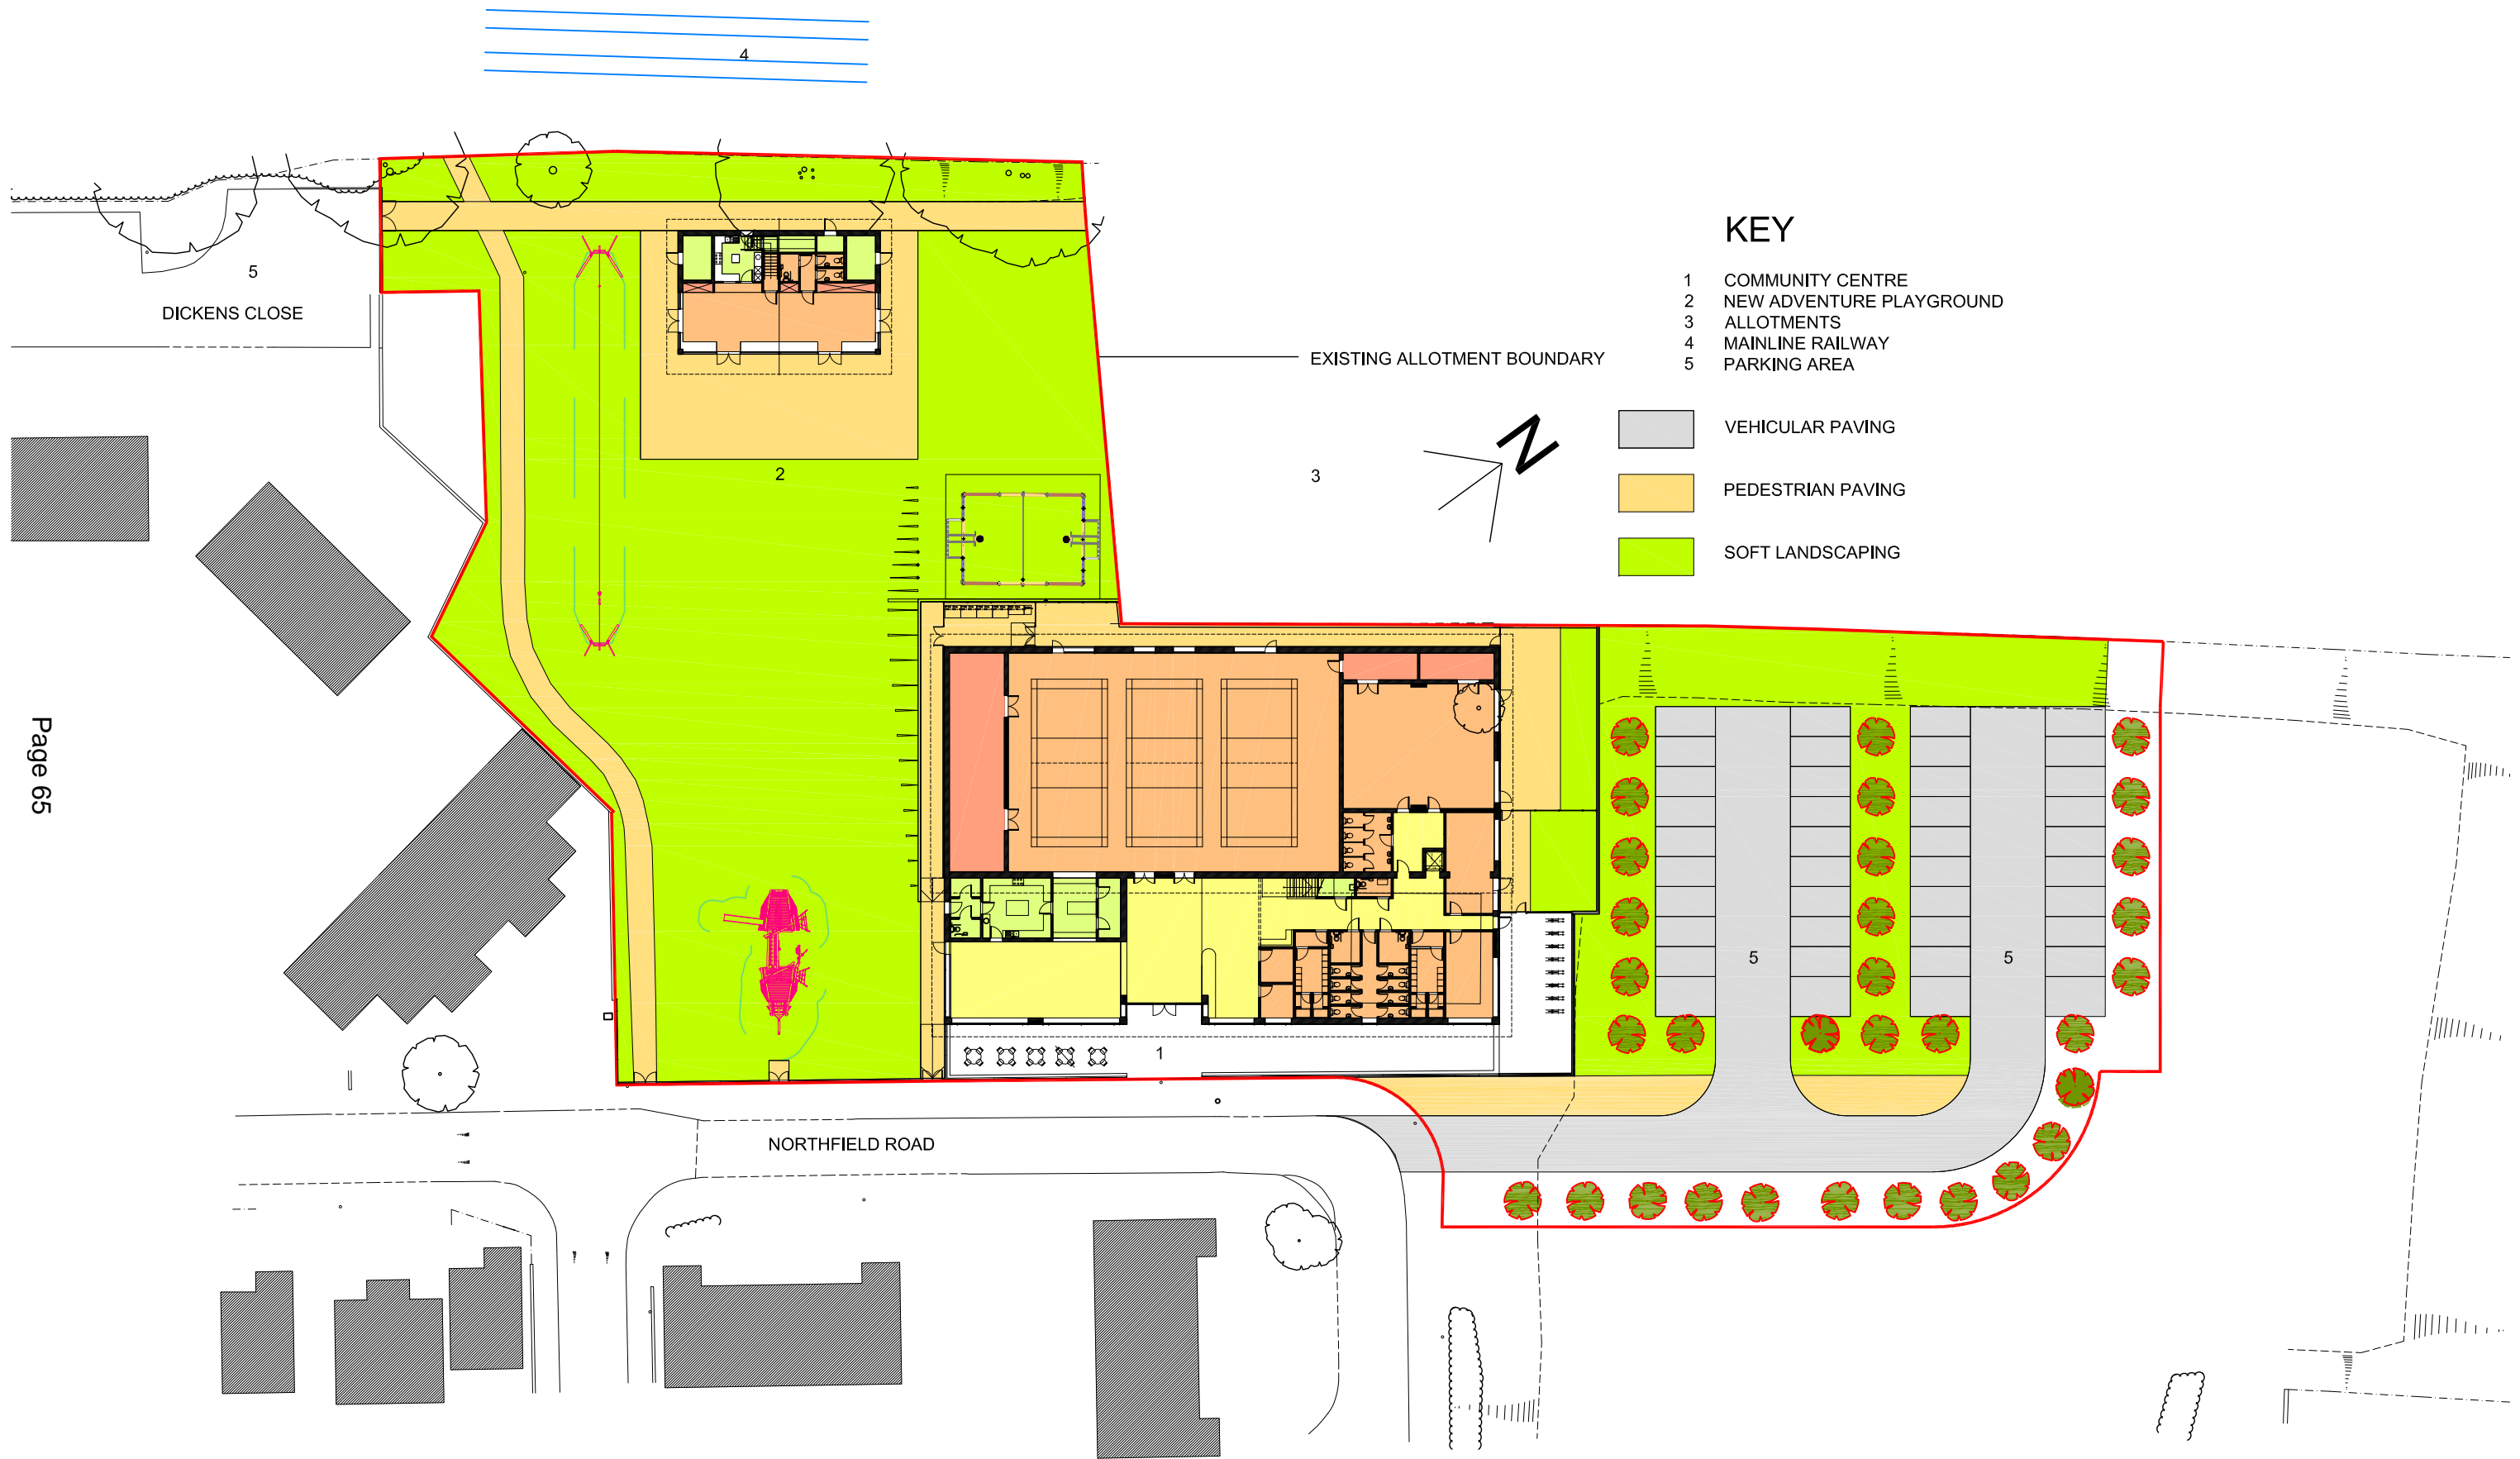 4
KEY
1 COMMUNITY CENTRE
2 NEW ADVENTURE PLAYGROUND
3 ALLOTMENTS
4 MAINLINE RAILWAY
5 PARKING AREA
5
DICKENS CLOSE
EXISTING ALLOTMENT BOUNDARY
N
VEHICULAR PAVING
2
3
PEDESTRIAN PAVING
SOFT LANDSCAPING
Page 65
5
5
1
NORTHFIELD ROAD